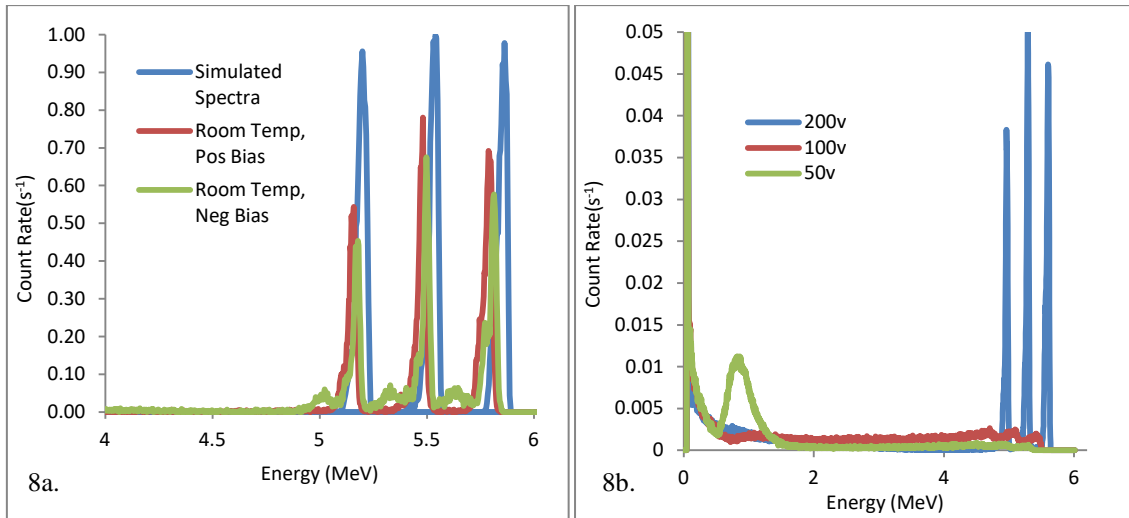 1.00
0.90
0.80
0.70
0.60
0.50
0.40
0.30
0.20
0.10
0.00
Count Rate(s⁻¹)
Simulated
Spectra
Room Temp,
Pos Bias
Room Temp,
Neg Bias
4 4.5 5 5.5 6
Energy (MeV)
8a.
0.05
0.045
0.04
0.035
0.03
0.025
0.02
0.015
0.01
0.005
0
Count Rate(s⁻¹)
200v
100v
50v
0 2 4 6
Energy (MeV)
8b.